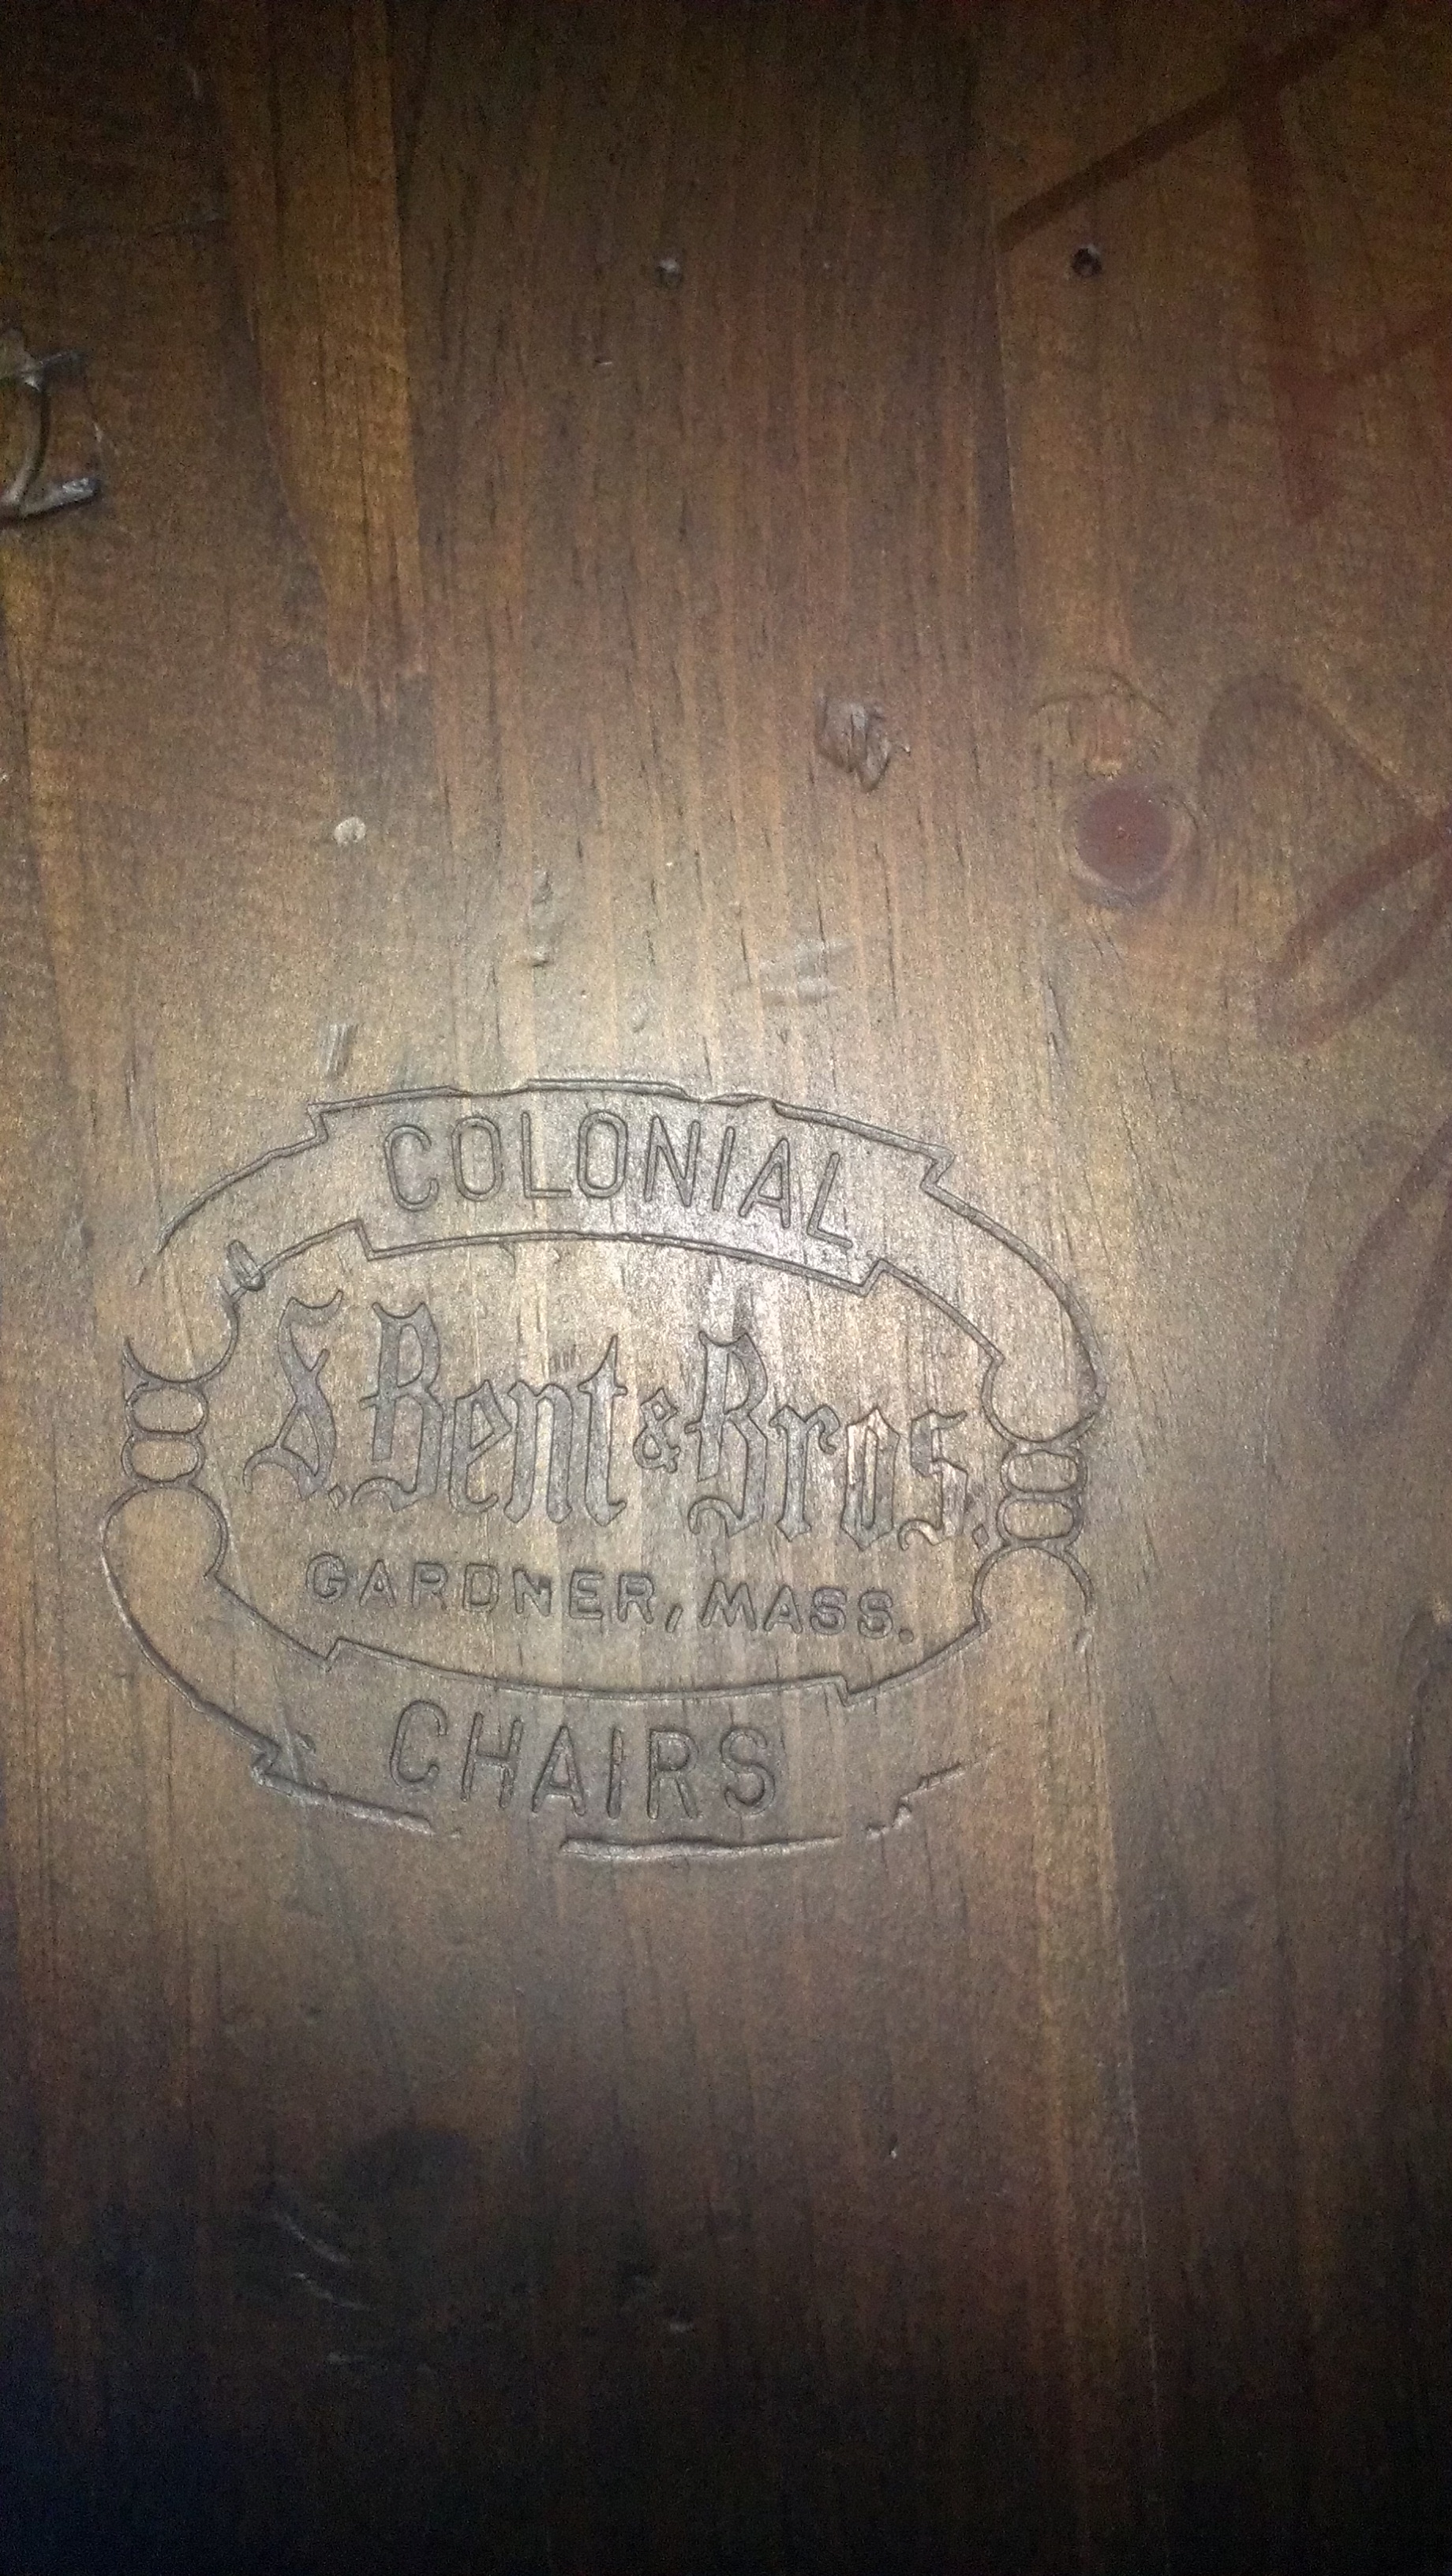 COLONIAL
S. Bent & Bros.
GARDNER, MASS.
CHAIRS